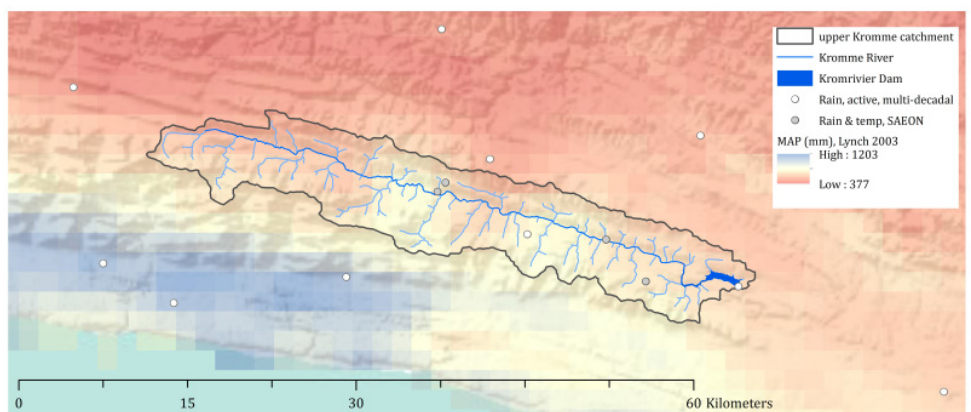 upper Kromme catchment
Kromme River
Kromrivier Dam
Rain, active, multi-decadal
Rain & temp, SAEON
MAP (mm), Lynch 2003
High : 1203
Low : 377
0 15 30 60 Kilometers